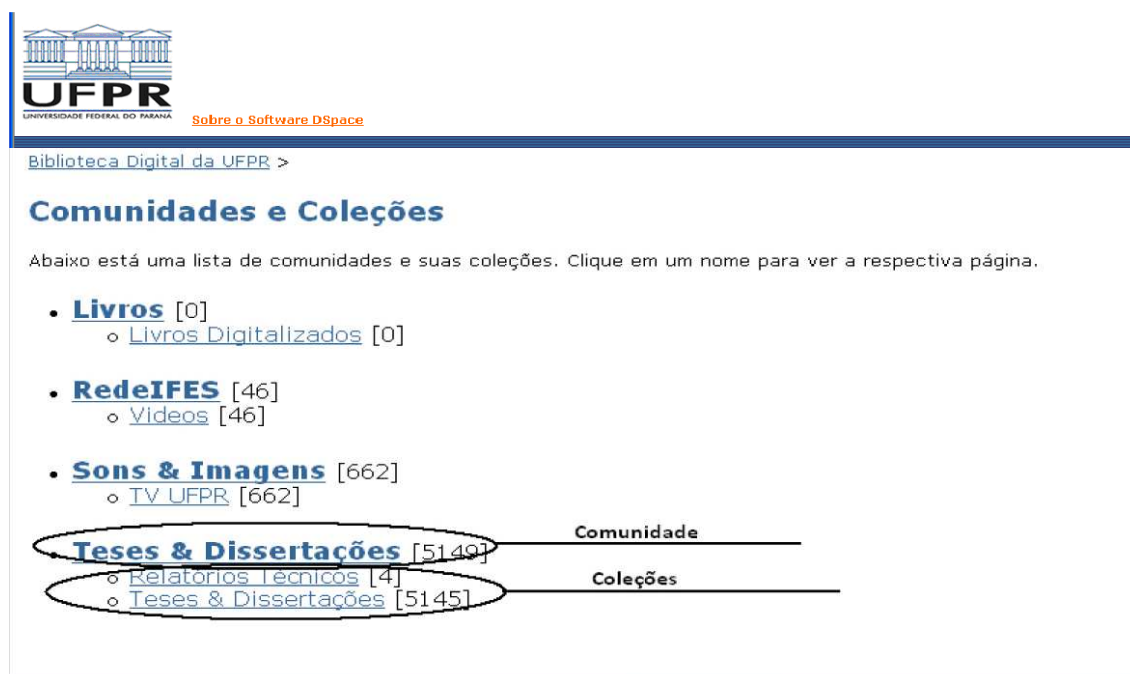 UFPR
UNIVERSIDADE FEDERAL DO PARANÁ
Sobre o Software DSpace
Biblioteca Digital da UFPR >
Comunidades e Coleções
Abaixo está uma lista de comunidades e suas coleções. Clique em um nome para ver a respectiva página.
Livros [0]
Livros Digitalizados [0]
RedeIFES [46]
Videos [46]
Sons & Imagens [662]
TV UFPR [662]
Comunidade
Teses & Dissertações [5149]
Relatórios Técnicos [4]
Coleções
Teses & Dissertações [5145]